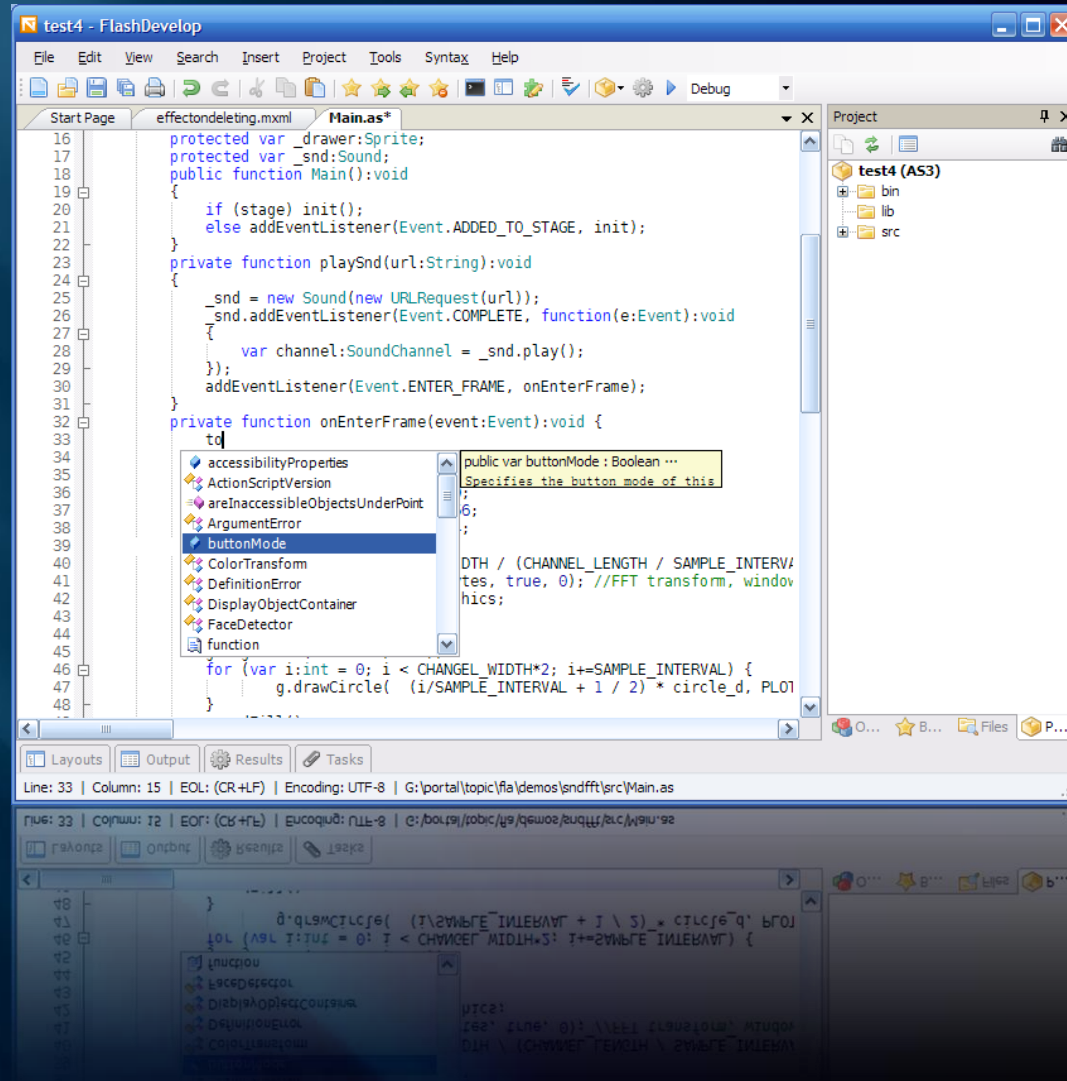 test4 - FlashDevelop
File Edit View Search Insert Project Tools Syntax Help
Debug
Start Page effectondeleting.mxml Main.as*
Project
test4 (AS3)
bin
lib
src
16 protected var _drawer:Sprite;
17 protected var _snd:Sound;
18 public function Main():void
19 {
20 if (stage) init();
21 else addEventListener(Event.ADDED_TO_STAGE, init);
22 }
23 private function playSnd(url:String):void
24 {
25 _snd = new Sound(new URLRequest(url));
26 _snd.addEventListener(Event.COMPLETE, function(e:Event):void
27 {
28 var channel:SoundChannel = _snd.play();
29 });
30 addEventListener(Event.ENTER_FRAME, onEnterFrame);
31 }
32 private function onEnterFrame(event:Event):void {
33 to
34
35
36
37
38
39
40 DTH / (CHANNEL_LENGTH / SAMPLE_INTERVA
41 tes, true, 0); //FFT transform, window
42 hics;
43
44
45
accessibilityProperties
ActionScriptVersion
areInaccessibleObjectsUnderPoint
ArgumentError
buttonMode
ColorTransform
DefinitionError
DisplayObjectContainer
FaceDetector
function
public var buttonMode : Boolean ···
Specifies the button mode of this
46 for (var i:int = 0; i < CHANGEL_WIDTH*2; i+=SAMPLE_INTERVAL) {
47 g.drawCircle( (i/SAMPLE_INTERVAL + 1 / 2) * circle_d, PLOT
48 }
O... B... Files P...
Layouts Output Results Tasks
Line: 33 | Column: 15 | EOL: (CR+LF) | Encoding: UTF-8 | G:\portal\topic\fla\demos\sndfft\src\Main.as